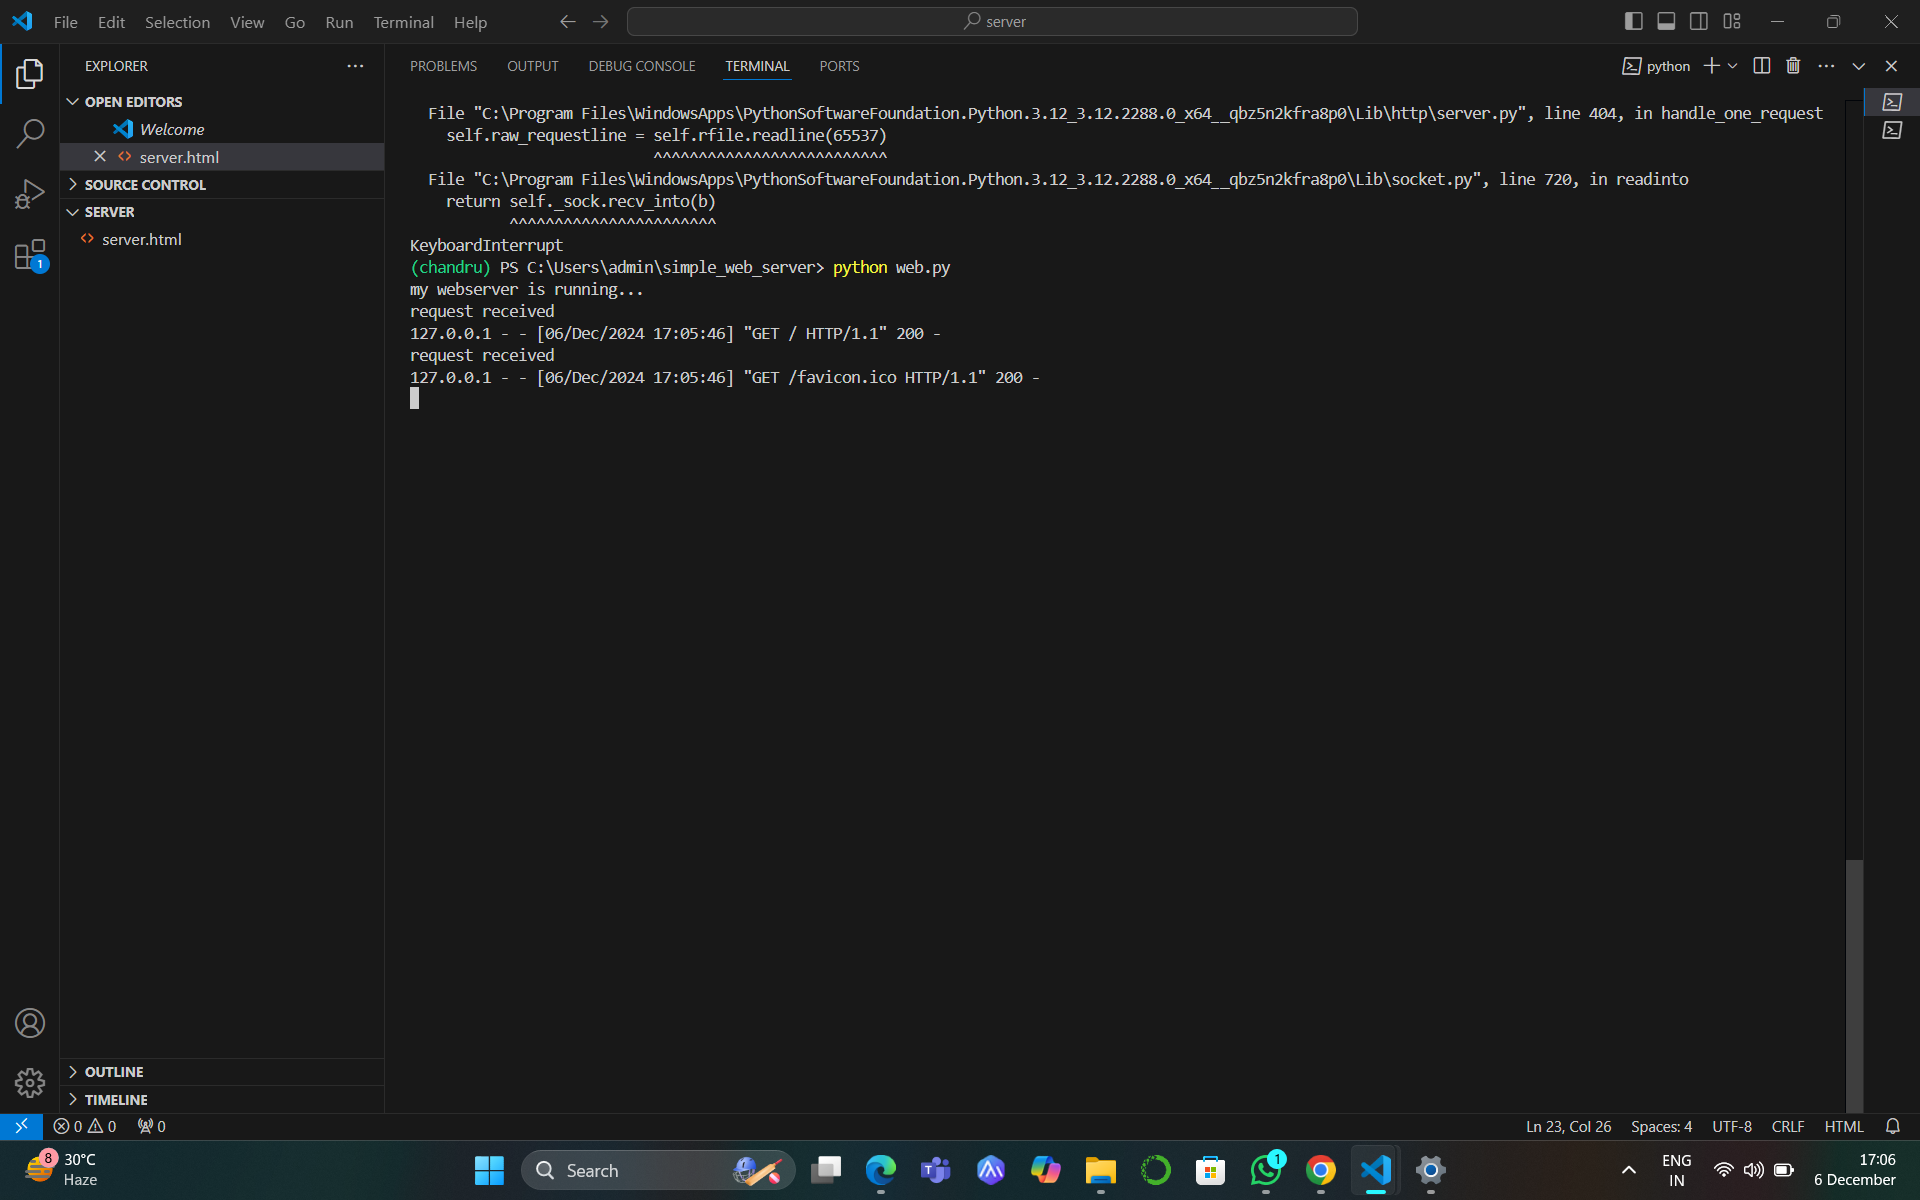 File Edit Selection View Go Run Terminal Help
server
EXPLORER
OPEN EDITORS
Welcome
server.html
SOURCE CONTROL
SERVER
server.html
1
OUTLINE
TIMELINE
PROBLEMS OUTPUT DEBUG CONSOLE TERMINAL PORTS
python
File "C:\Program Files\WindowsApps\PythonSoftwareFoundation.Python.3.12_3.12.2288.0_x64__qbz5n2kfra8p0\Lib\http\server.py", line 404, in handle_one_request
self.raw_requestline = self.rfile.readline(65537)
^^^^^^^^^^^^^^^^^^^^^^^^^^
File "C:\Program Files\WindowsApps\PythonSoftwareFoundation.Python.3.12_3.12.2288.0_x64__qbz5n2kfra8p0\Lib\socket.py", line 720, in readinto
return self._sock.recv_into(b)
^^^^^^^^^^^^^^^^^^^^^^^
KeyboardInterrupt
(chandru) PS C:\Users\admin\simple_web_server> python web.py
my webserver is running...
request received
127.0.0.1 - - [06/Dec/2024 17:05:46] "GET / HTTP/1.1" 200 -
request received
127.0.0.1 - - [06/Dec/2024 17:05:46] "GET /favicon.ico HTTP/1.1" 200 -
0 0 0
Ln 23, Col 26 Spaces: 4 UTF-8 CRLF HTML
8
30°C
Haze
Search
1
ENG
IN
17:06
6 December